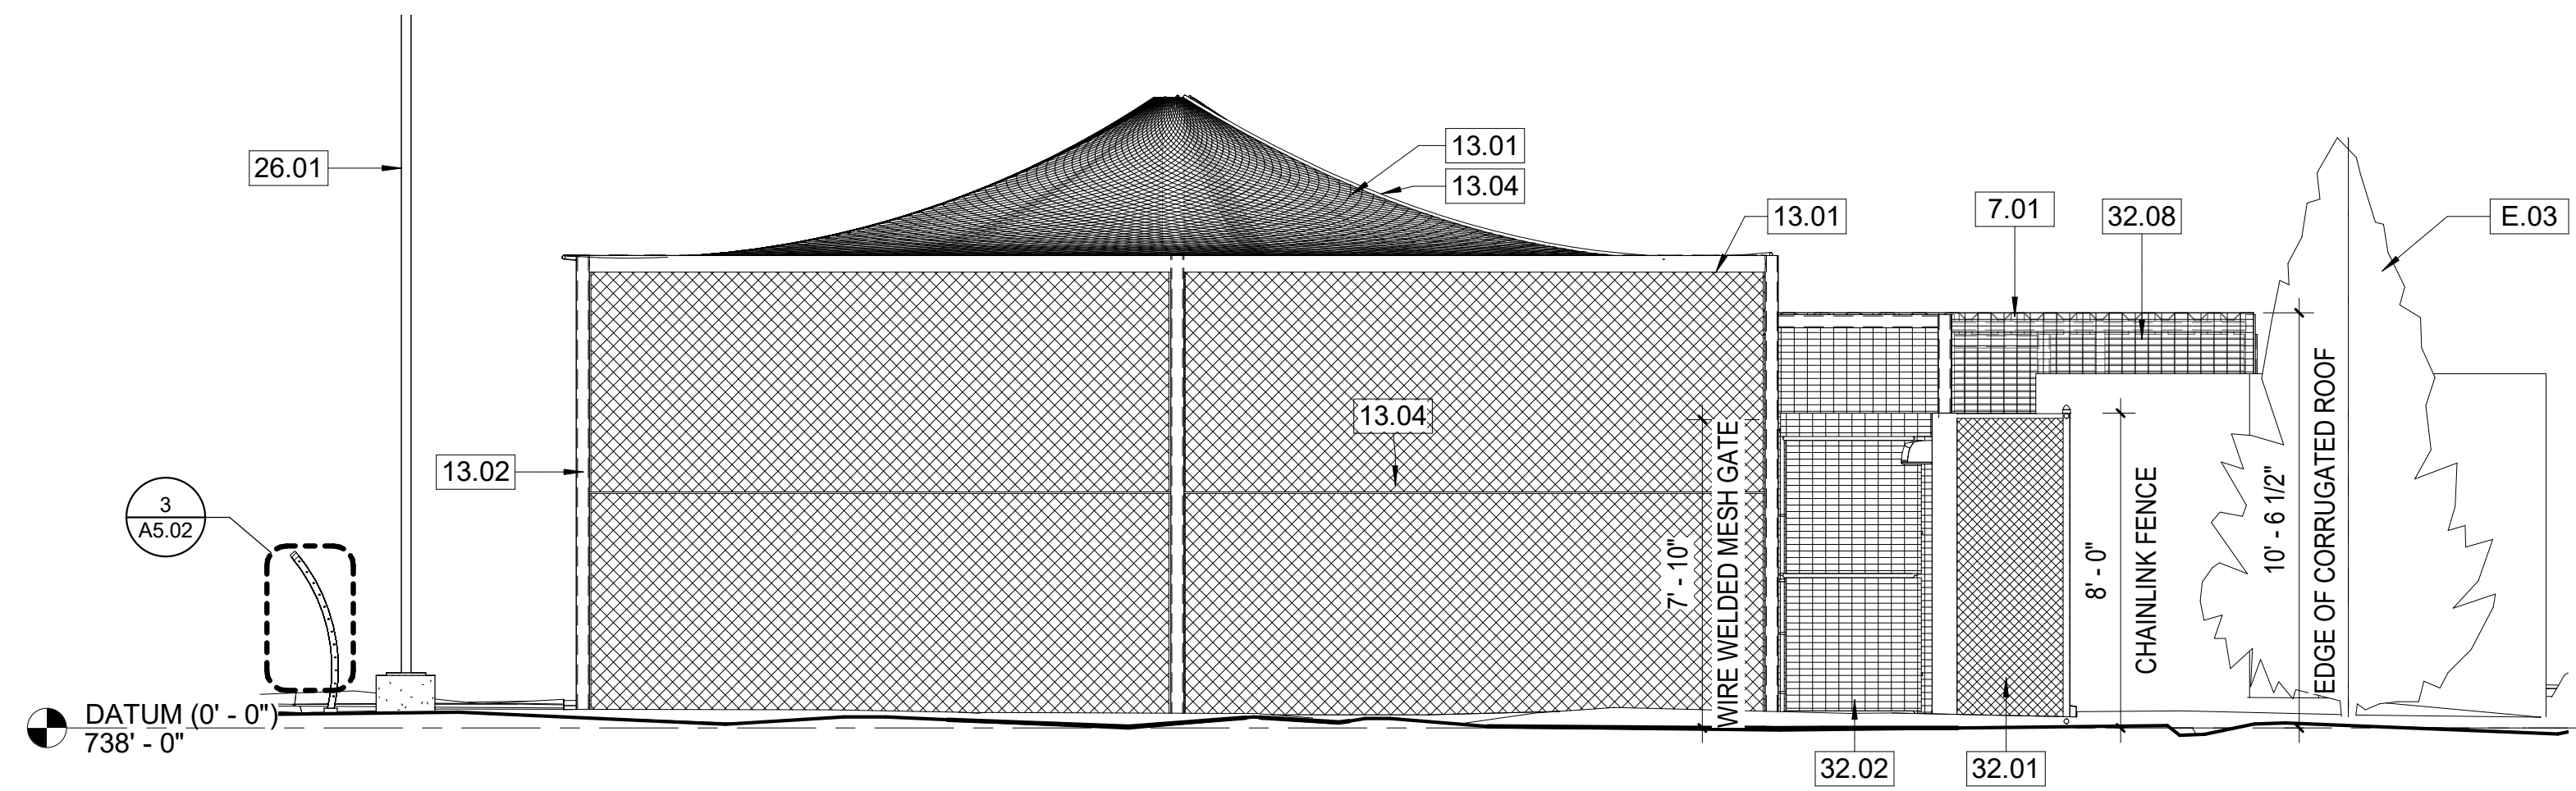 26.01
13.01
13.04
13.01
7.01
32.08
E.03
13.04
13.02
3
A5.02
7' - 10"
WIRE WELDED MESH GATE
8' - 0"
CHAINLINK FENCE
10' - 6 1/2"
EDGE OF CORRUGATED ROOF
DATUM (0' - 0")
738' - 0"
32.02
32.01